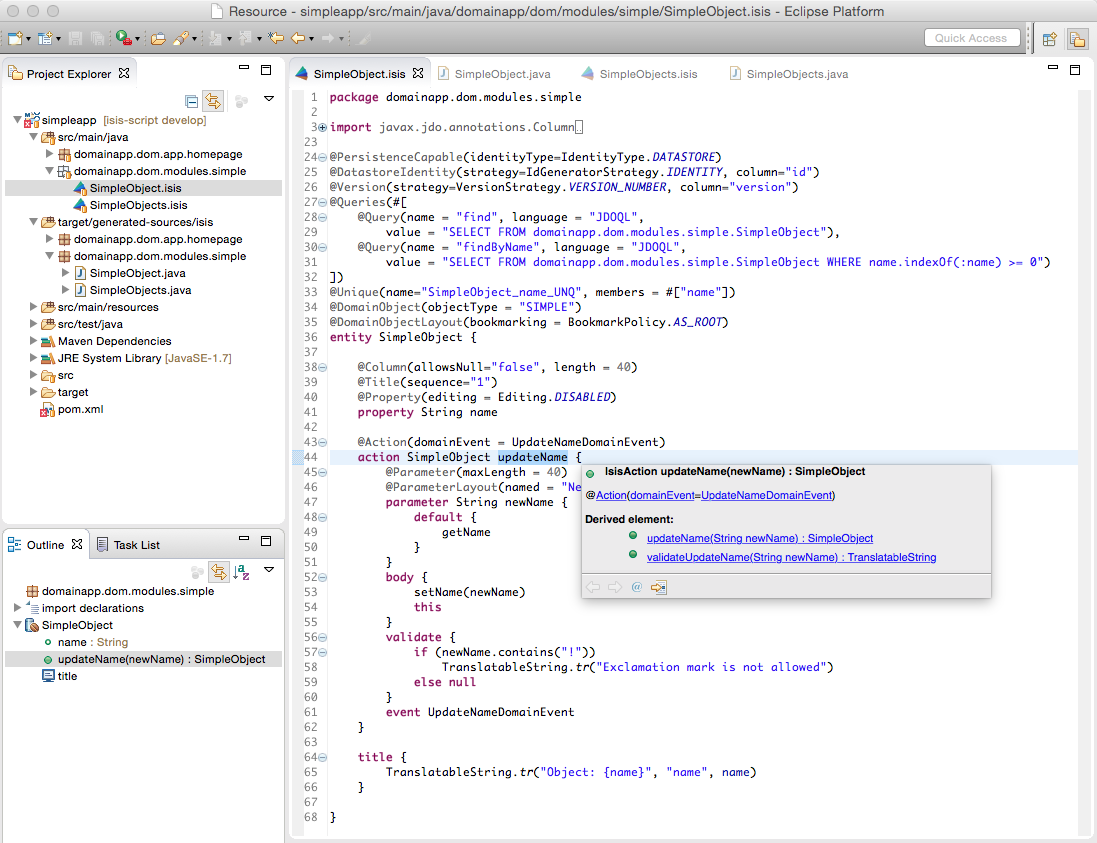 Resource - simpleapp/src/main/java/domainapp/dom/modules/simple/SimpleObject.isis - Eclipse Platform
Quick Access
Project Explorer
simpleapp [isis-script develop]
src/main/java
domainapp.dom.app.homepage
domainapp.dom.modules.simple
SimpleObject.isis
SimpleObjects.isis
target/generated-sources/isis
domainapp.dom.app.homepage
domainapp.dom.modules.simple
SimpleObject.java
SimpleObjects.java
src/main/resources
src/test/java
Maven Dependencies
JRE System Library [JavaSE-1.7]
src
target
pom.xml
Outline
Task List
domainapp.dom.modules.simple
import declarations
SimpleObject
name : String
updateName(newName) : SimpleObject
title
SimpleObject.isis
SimpleObject.java
SimpleObjects.isis
SimpleObjects.java
1 package domainapp.dom.modules.simple
2
3 import javax.jdo.annotations.Column
23
24 @PersistenceCapable(identityType=IdentityType.DATASTORE)
25 @DatastoreIdentity(strategy=IdGeneratorStrategy.IDENTITY, column="id")
26 @Version(strategy=VersionStrategy.VERSION_NUMBER, column="version")
27 @Queries(#[
28 @Query(name = "find", language = "JDOQL",
29 value = "SELECT FROM domainapp.dom.modules.simple.SimpleObject"),
30 @Query(name = "findByName", language = "JDOQL",
31 value = "SELECT FROM domainapp.dom.modules.simple.SimpleObject WHERE name.indexOf(:name) >= 0")
32 ])
33 @Unique(name="SimpleObject_name_UNQ", members = #["name"])
34 @DomainObject(objectType = "SIMPLE")
35 @DomainObjectLayout(bookmarking = BookmarkPolicy.AS_ROOT)
36 entity SimpleObject {
37
38 @Column(allowsNull="false", length = 40)
39 @Title(sequence="1")
40 @Property(editing = Editing.DISABLED)
41 property String name
42
43 @Action(domainEvent = UpdateNameDomainEvent)
44 action SimpleObject updateName {
45 @Parameter(maxLength = 40)
46 @ParameterLayout(named = "Ne
47 parameter String newName {
48 default {
49 getName
50 }
51 }
52 body {
53 setName(newName)
54 this
55 }
56 validate {
57 if (newName.contains("!"))
58 TranslatableString.tr("Exclamation mark is not allowed")
59 else null
60 }
61 event UpdateNameDomainEvent
62 }
63
64 title {
65 TranslatableString.tr("Object: {name}", "name", name)
66 }
67
68 }
IsisAction updateName(newName) : SimpleObject
@Action(domainEvent=UpdateNameDomainEvent)
Derived element:
updateName(String newName) : SimpleObject
validateUpdateName(String newName) : TranslatableString